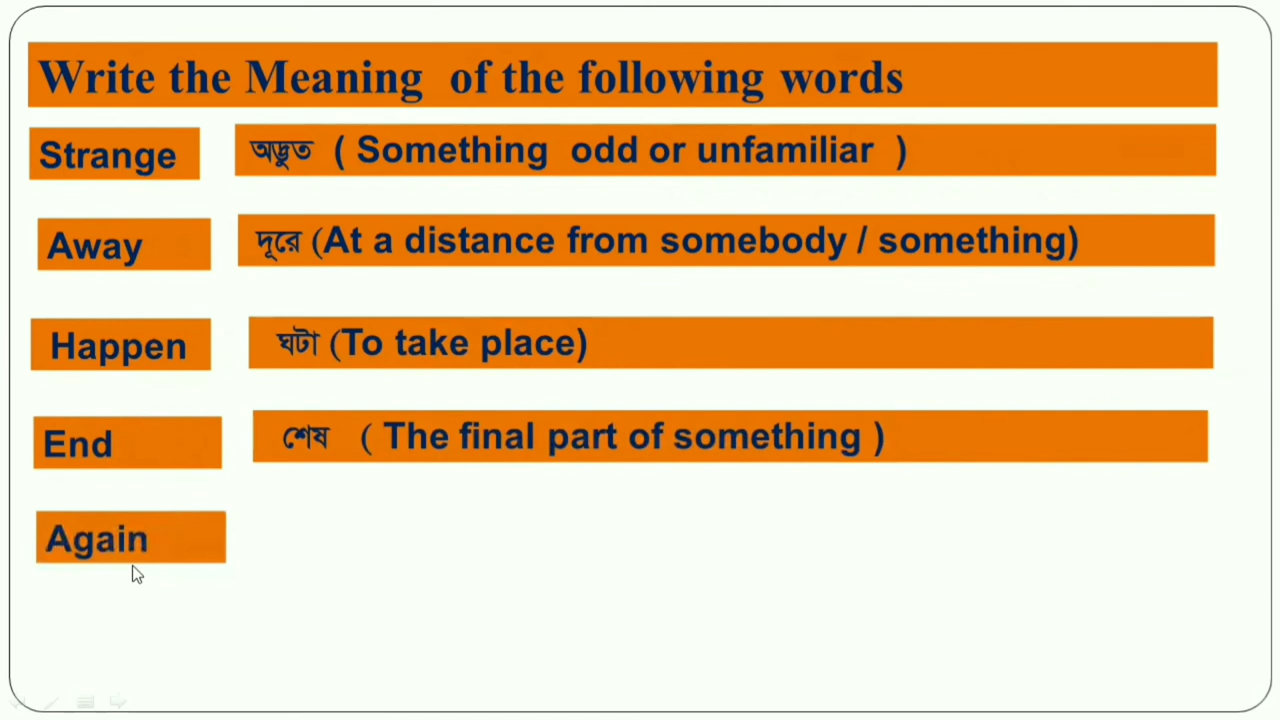 Write the Meaning of the following words
Strange অদ্ভুত ( Something odd or unfamiliar )
Away দূরে (At a distance from somebody / something)
Happen ঘটা (To take place)
End শেষ ( The final part of something )
Again